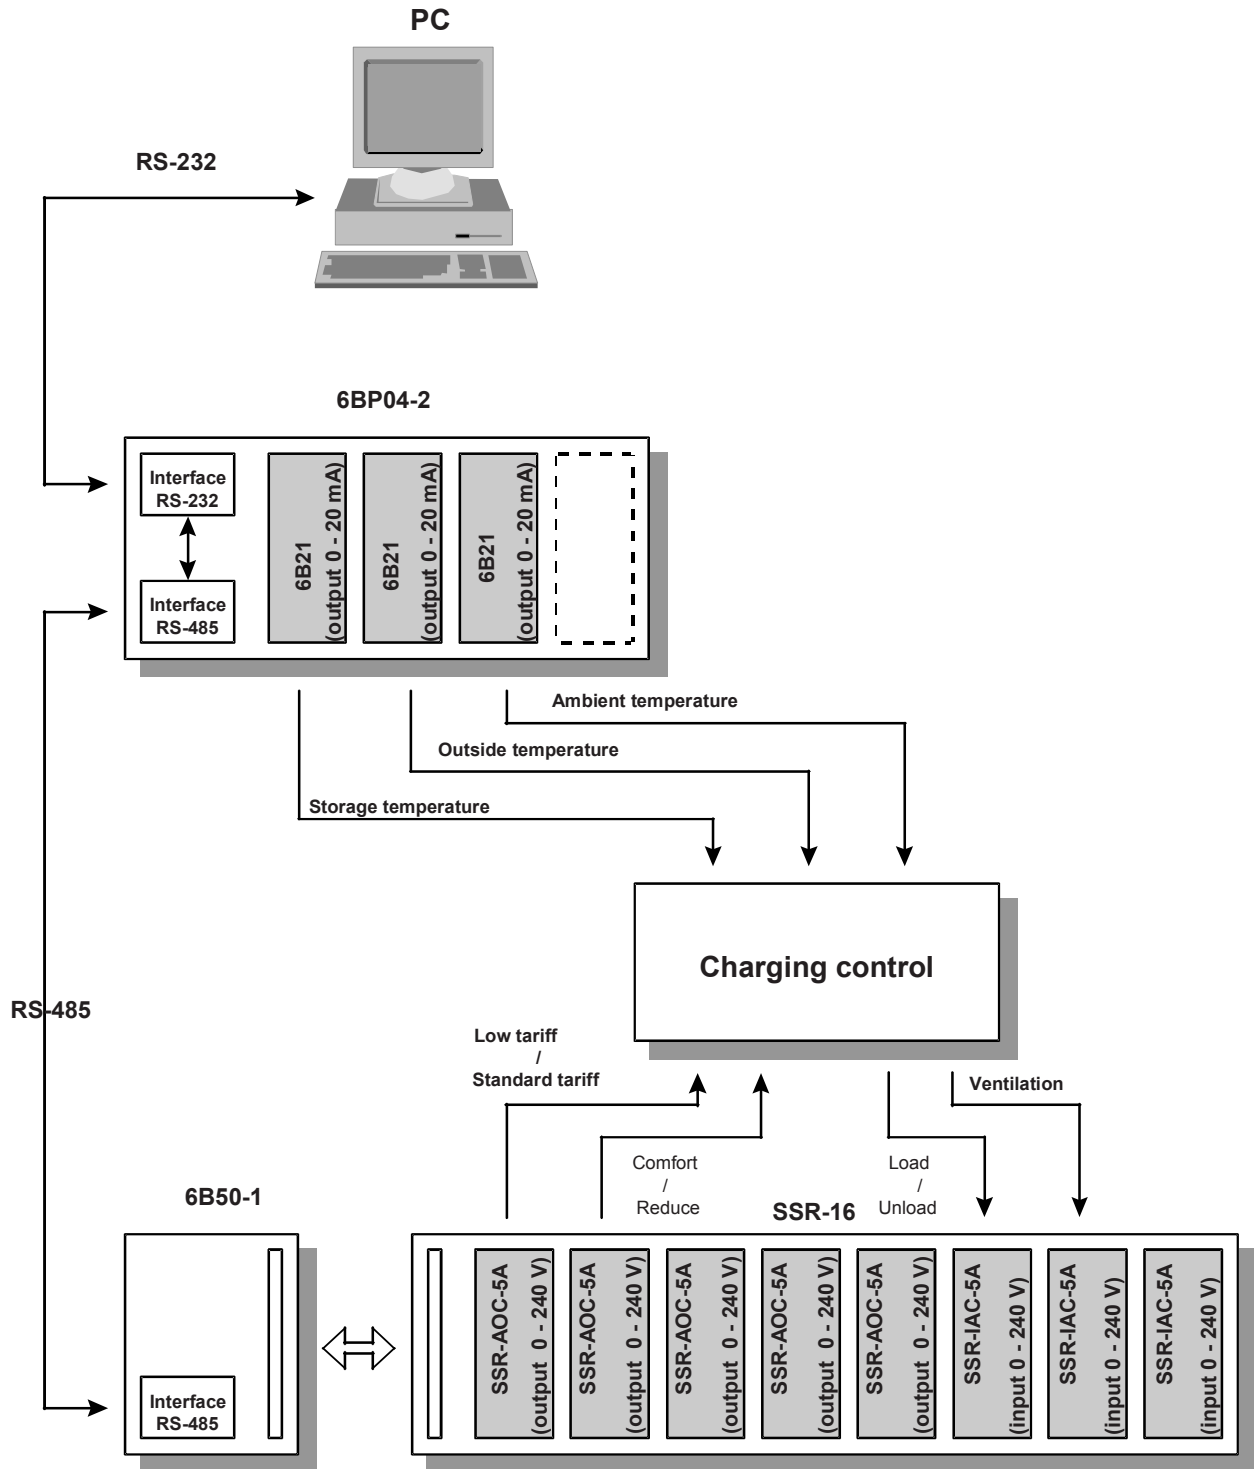 PC
RS-232
6BP04-2
Interface
RS-232
Interface
RS-485
6B21
(output 0 - 20 mA)
6B21
(output 0 - 20 mA)
6B21
(output 0 - 20 mA)
Ambient temperature
Outside temperature
Storage temperature
Charging control
RS-485
Low tariff
/
Standard tariff
Ventilation
Comfort
/
Reduce
Load
/
Unload
6B50-1
SSR-16
Interface
RS-485
SSR-AOC-5A
(output 0 - 240 V)
SSR-AOC-5A
(output 0 - 240 V)
SSR-AOC-5A
(output 0 - 240 V)
SSR-AOC-5A
(output 0 - 240 V)
SSR-AOC-5A
(output 0 - 240 V)
SSR-IAC-5A
(input 0 - 240 V)
SSR-IAC-5A
(input 0 - 240 V)
SSR-IAC-5A
(input 0 - 240 V)